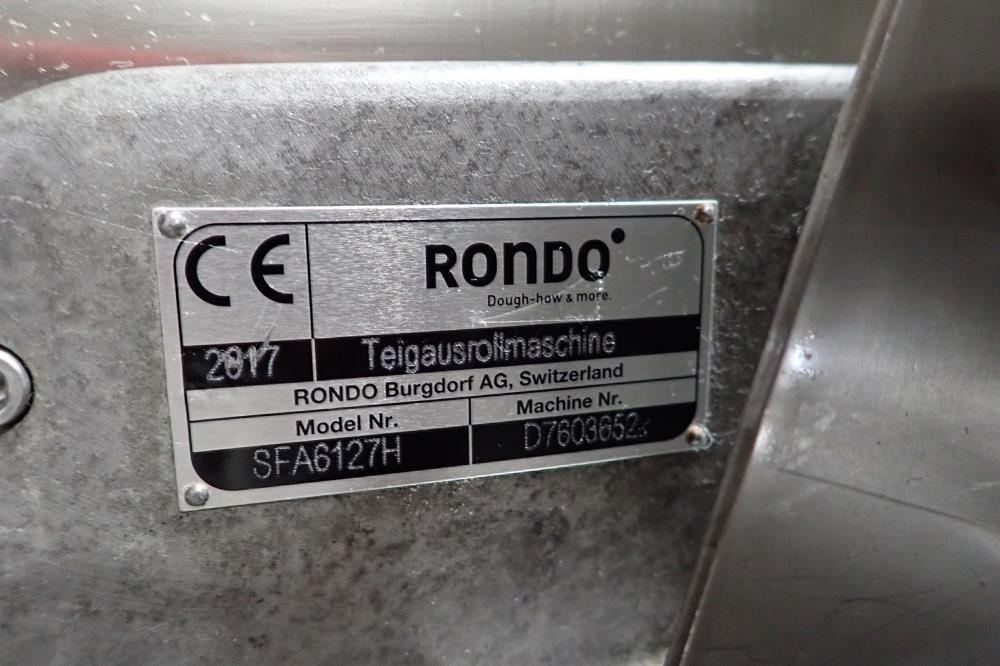 CE
RONDO
Dough-how & more.
2017 Teigausrollmaschine
RONDO Burgdorf AG, Switzerland
Model Nr. Machine Nr.
SFA6127H D7603652